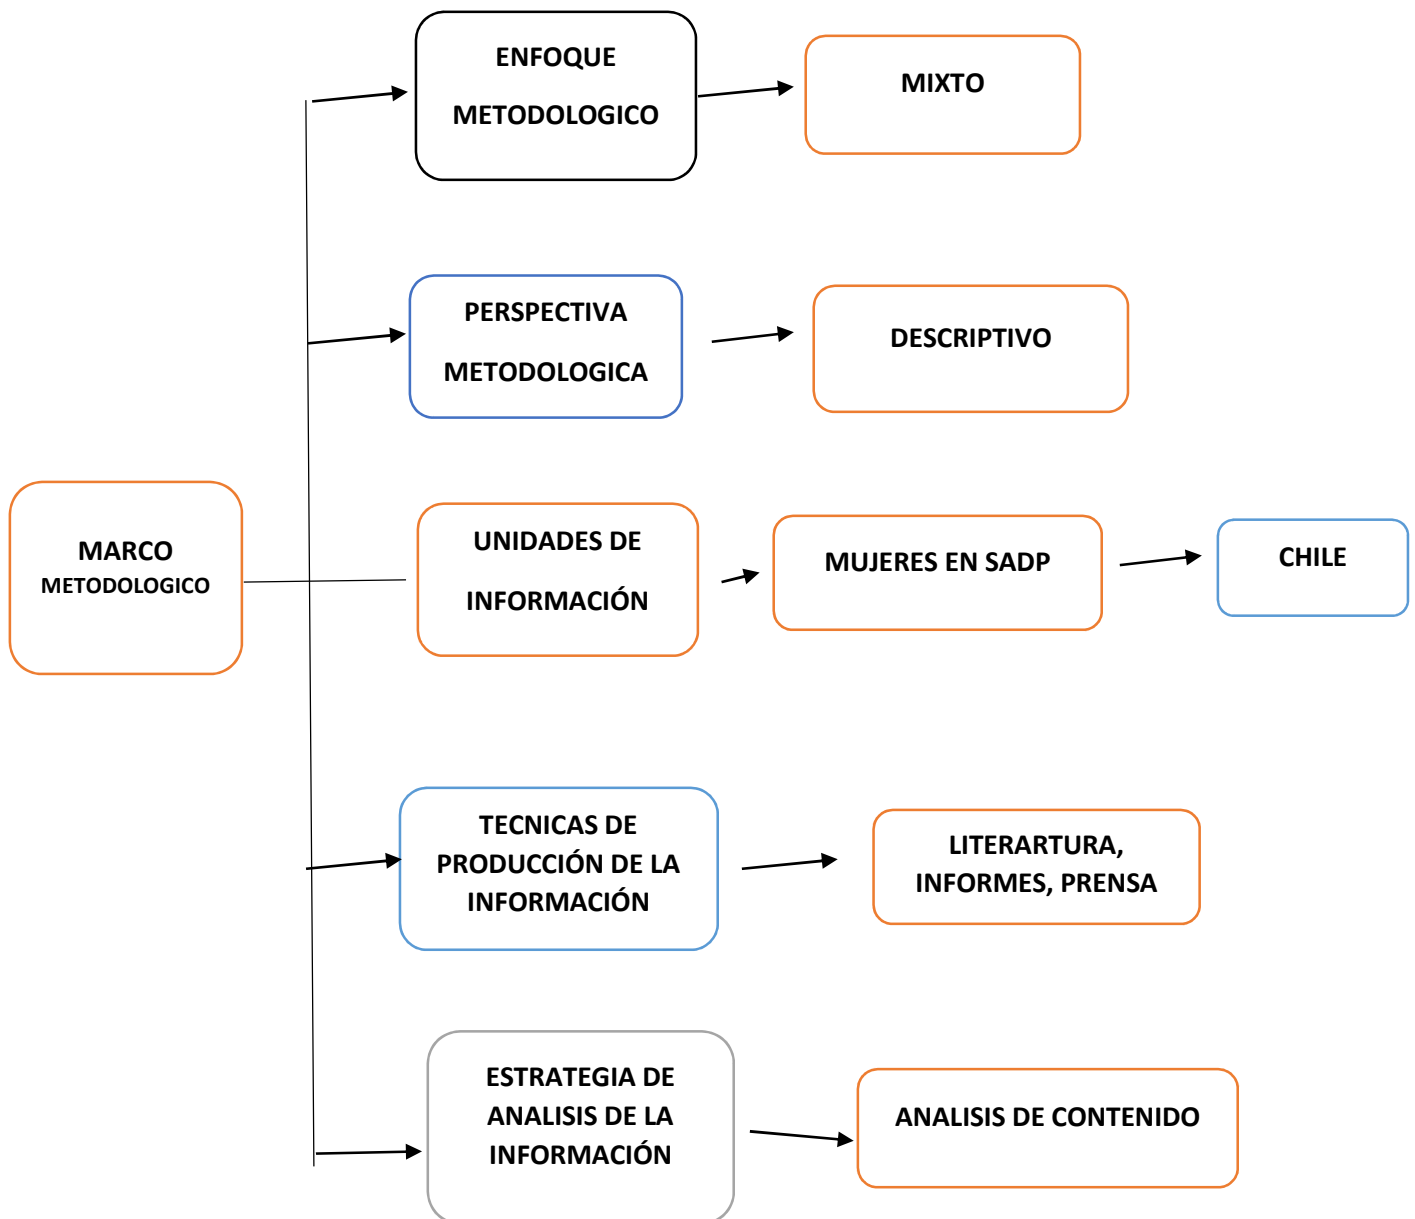 ENFOQUE
METODOLOGICO
MIXTO
PERSPECTIVA
METODOLOGICA
DESCRIPTIVO
MARCO
METODOLOGICO
UNIDADES DE
INFORMACIÓN
MUJERES EN SADP
CHILE
TECNICAS DE
PRODUCCIÓN DE LA
INFORMACIÓN
LITERARTURA,
INFORMES, PRENSA
ESTRATEGIA DE
ANALISIS DE LA
INFORMACIÓN
ANALISIS DE CONTENIDO